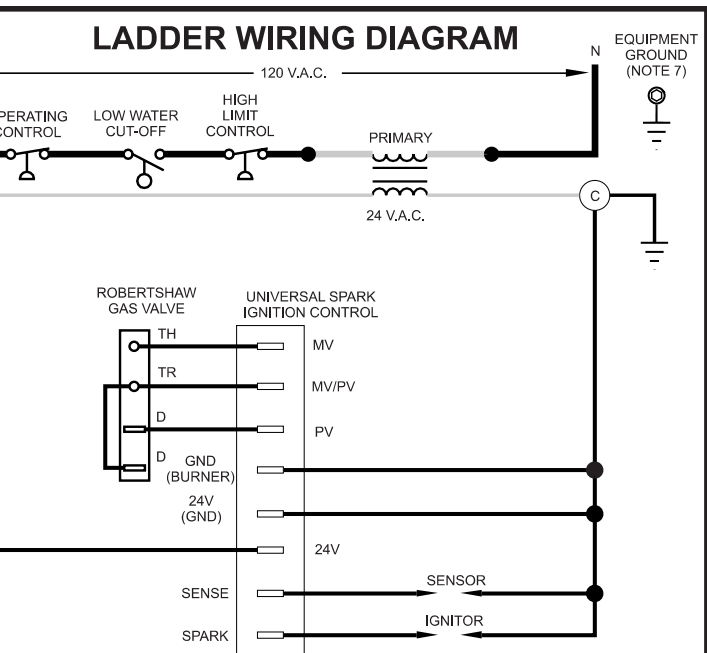 LADDER WIRING DIAGRAM
EQUIPMENT
GROUND
(NOTE 7)
N
120 V.A.C.
PERATING
CONTROL
LOW WATER
CUT-OFF
HIGH
LIMIT
CONTROL
PRIMARY
24 V.A.C.
C
ROBERTSHAW
GAS VALVE
UNIVERSAL SPARK
IGNITION CONTROL
TH
MV
TR
MV/PV
D
PV
D
GND
(BURNER)
24V
(GND)
24V
SENSE
SENSOR
SPARK
IGNITOR